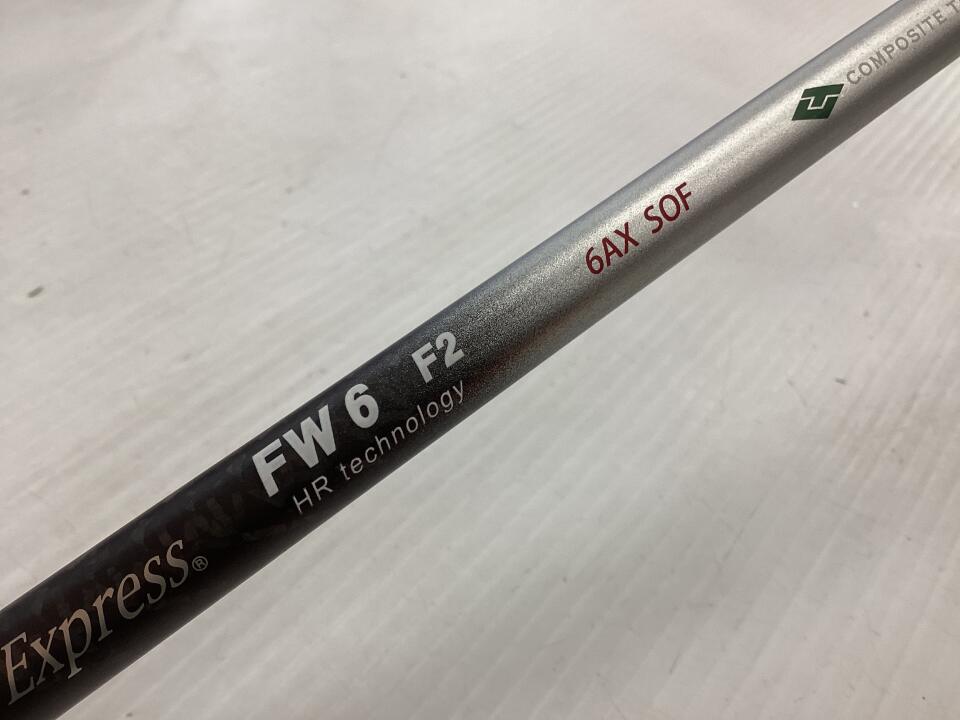 Express®
FW 6 F2
HR technology
6AX SOF
COMPOSITE